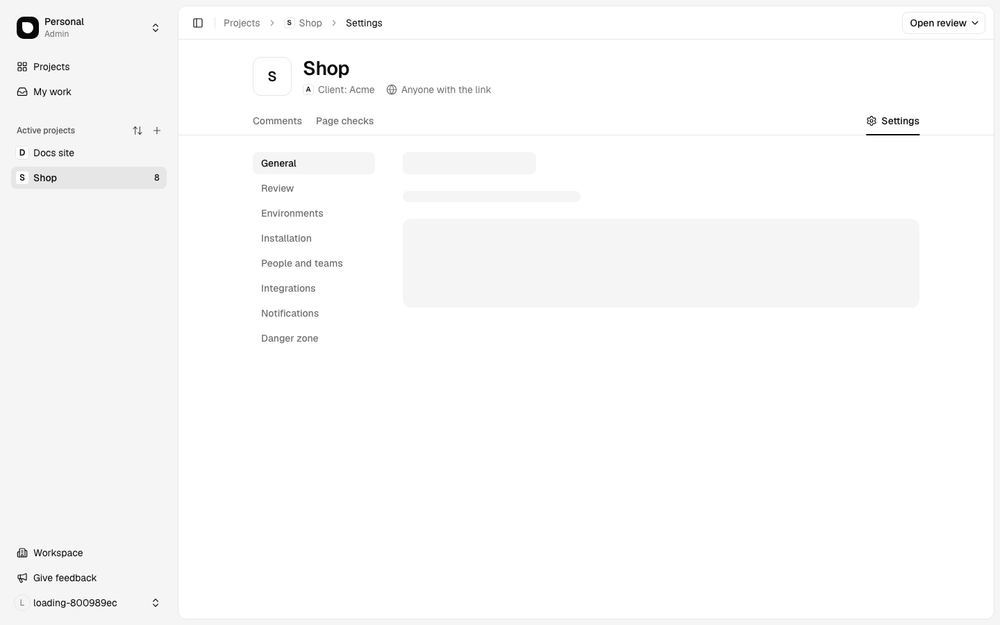 Personal
Admin
Projects
My work
Active projects
D Docs site
S Shop 8
Workspace
Give feedback
L loading-800989ec
Projects S Shop Settings
Open review
S
Shop
A Client: Acme Anyone with the link
Comments Page checks Settings
General
Review
Environments
Installation
People and teams
Integrations
Notifications
Danger zone